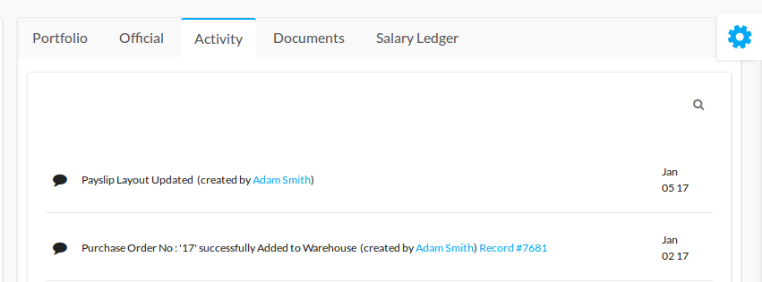 Portfolio Official Activity Documents Salary Ledger
Payslip Layout Updated (created by Adam Smith)
Jan
05 17
Purchase Order No : '17' successfully Added to Warehouse (created by Adam Smith) Record #7681
Jan
02 17